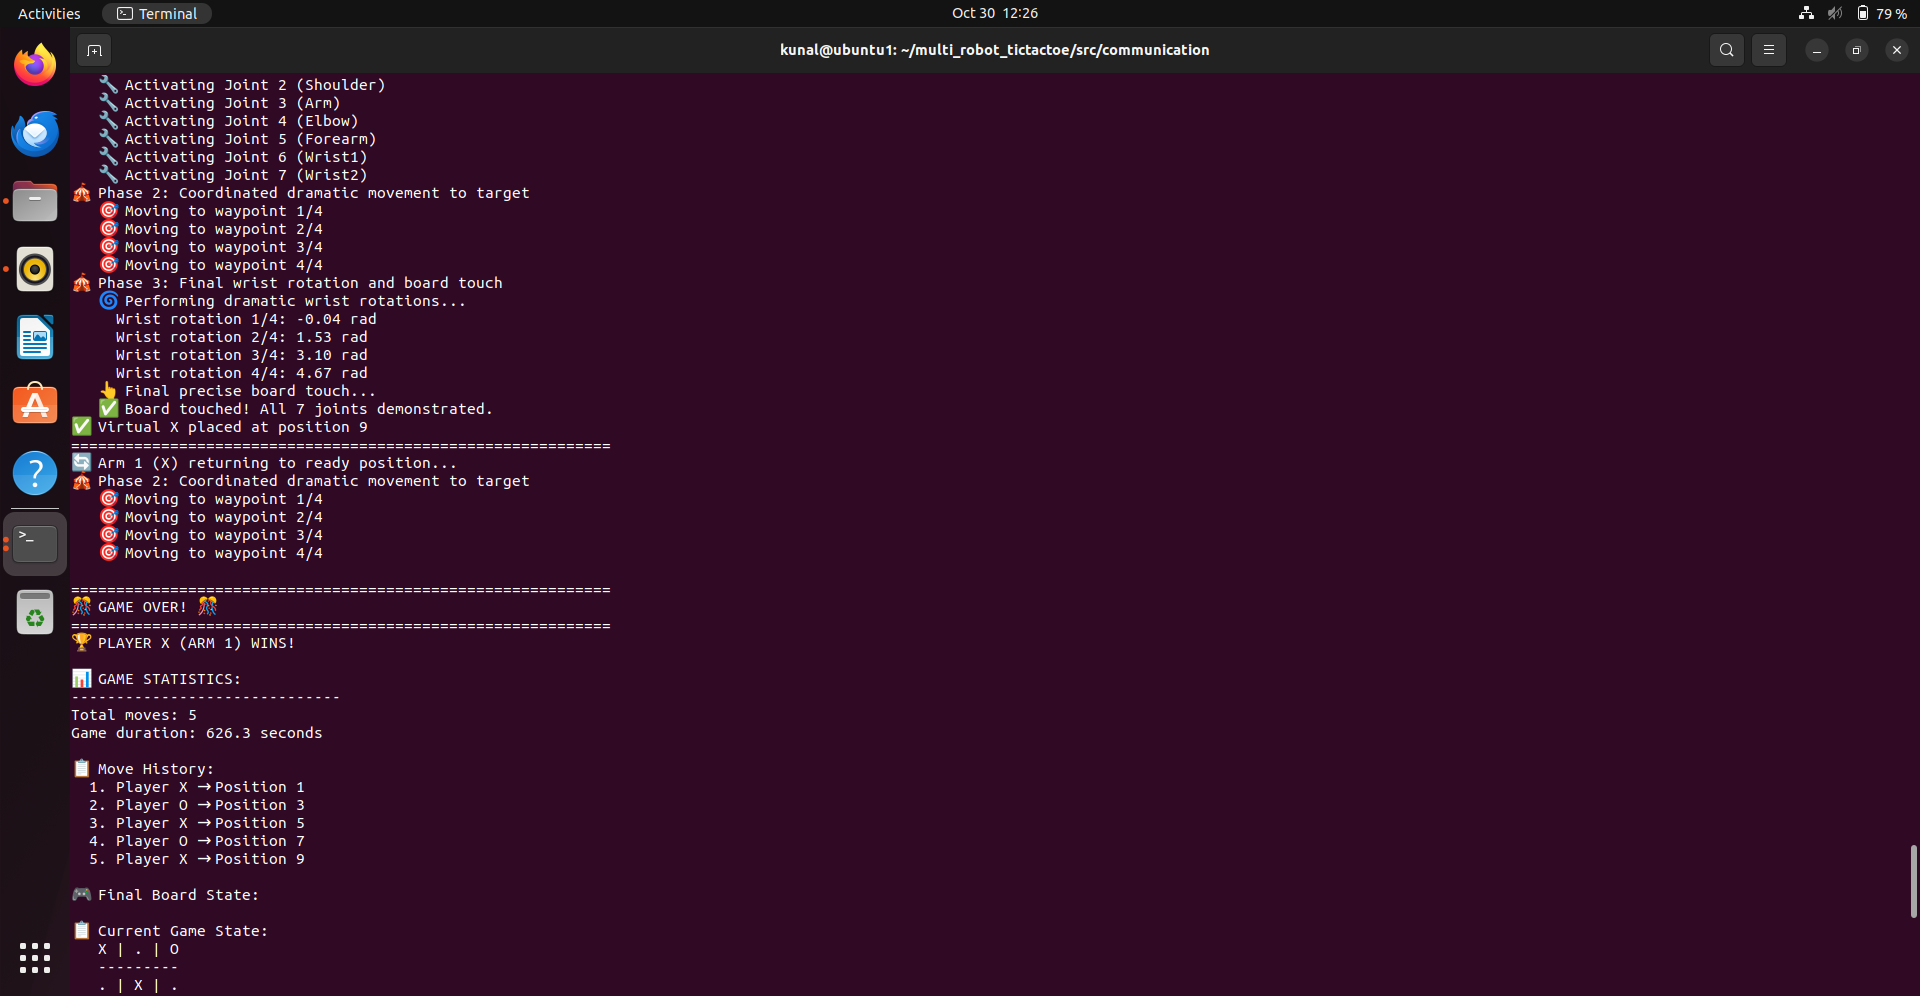 Activities
Terminal
Oct 30 12:26
79 %
kunal@ubuntu1: ~/multi_robot_tictactoe/src/communication
🔧 Activating Joint 2 (Shoulder)
🔧 Activating Joint 3 (Arm)
🔧 Activating Joint 4 (Elbow)
🔧 Activating Joint 5 (Forearm)
🔧 Activating Joint 6 (Wrist1)
🔧 Activating Joint 7 (Wrist2)
🎪 Phase 2: Coordinated dramatic movement to target
🎯 Moving to waypoint 1/4
🎯 Moving to waypoint 2/4
🎯 Moving to waypoint 3/4
🎯 Moving to waypoint 4/4
🎪 Phase 3: Final wrist rotation and board touch
🌀 Performing dramatic wrist rotations...
Wrist rotation 1/4: -0.04 rad
Wrist rotation 2/4: 1.53 rad
Wrist rotation 3/4: 3.10 rad
Wrist rotation 4/4: 4.67 rad
👆 Final precise board touch...
✅ Board touched! All 7 joints demonstrated.
✅ Virtual X placed at position 9
============================================================
🔄 Arm 1 (X) returning to ready position...
🎪 Phase 2: Coordinated dramatic movement to target
🎯 Moving to waypoint 1/4
🎯 Moving to waypoint 2/4
🎯 Moving to waypoint 3/4
🎯 Moving to waypoint 4/4
============================================================
🎊 GAME OVER! 🎊
============================================================
🏆 PLAYER X (ARM 1) WINS!
📊 GAME STATISTICS:
------------------------------
Total moves: 5
Game duration: 626.3 seconds
📋 Move History:
1. Player X → Position 1
2. Player O → Position 3
3. Player X → Position 5
4. Player O → Position 7
5. Player X → Position 9
🎮 Final Board State:
📋 Current Game State:
X | . | O
---------
. | X | .